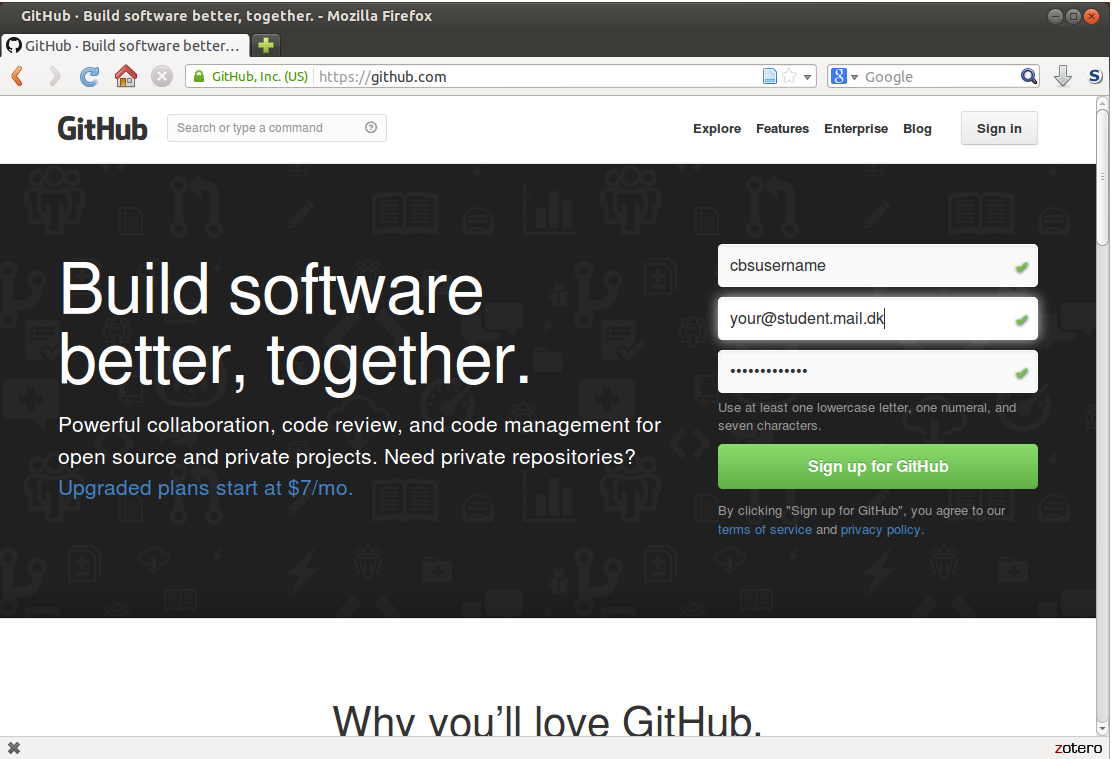 GitHub · Build software better, together. - Mozilla Firefox
GitHub · Build software better...
GitHub, Inc. (US) https://github.com
8 Google
S
GitHub
Search or type a command
Explore Features Enterprise Blog Sign in
Build software
better, together.
Powerful collaboration, code review, and code management for
open source and private projects. Need private repositories?
Upgraded plans start at $7/mo.
cbsusername
your@student.mail.dk
•••••••••••••
Use at least one lowercase letter, one numeral, and
seven characters.
Sign up for GitHub
By clicking "Sign up for GitHub", you agree to our
terms of service and privacy policy.
Why you’ll love GitHub.
zotero